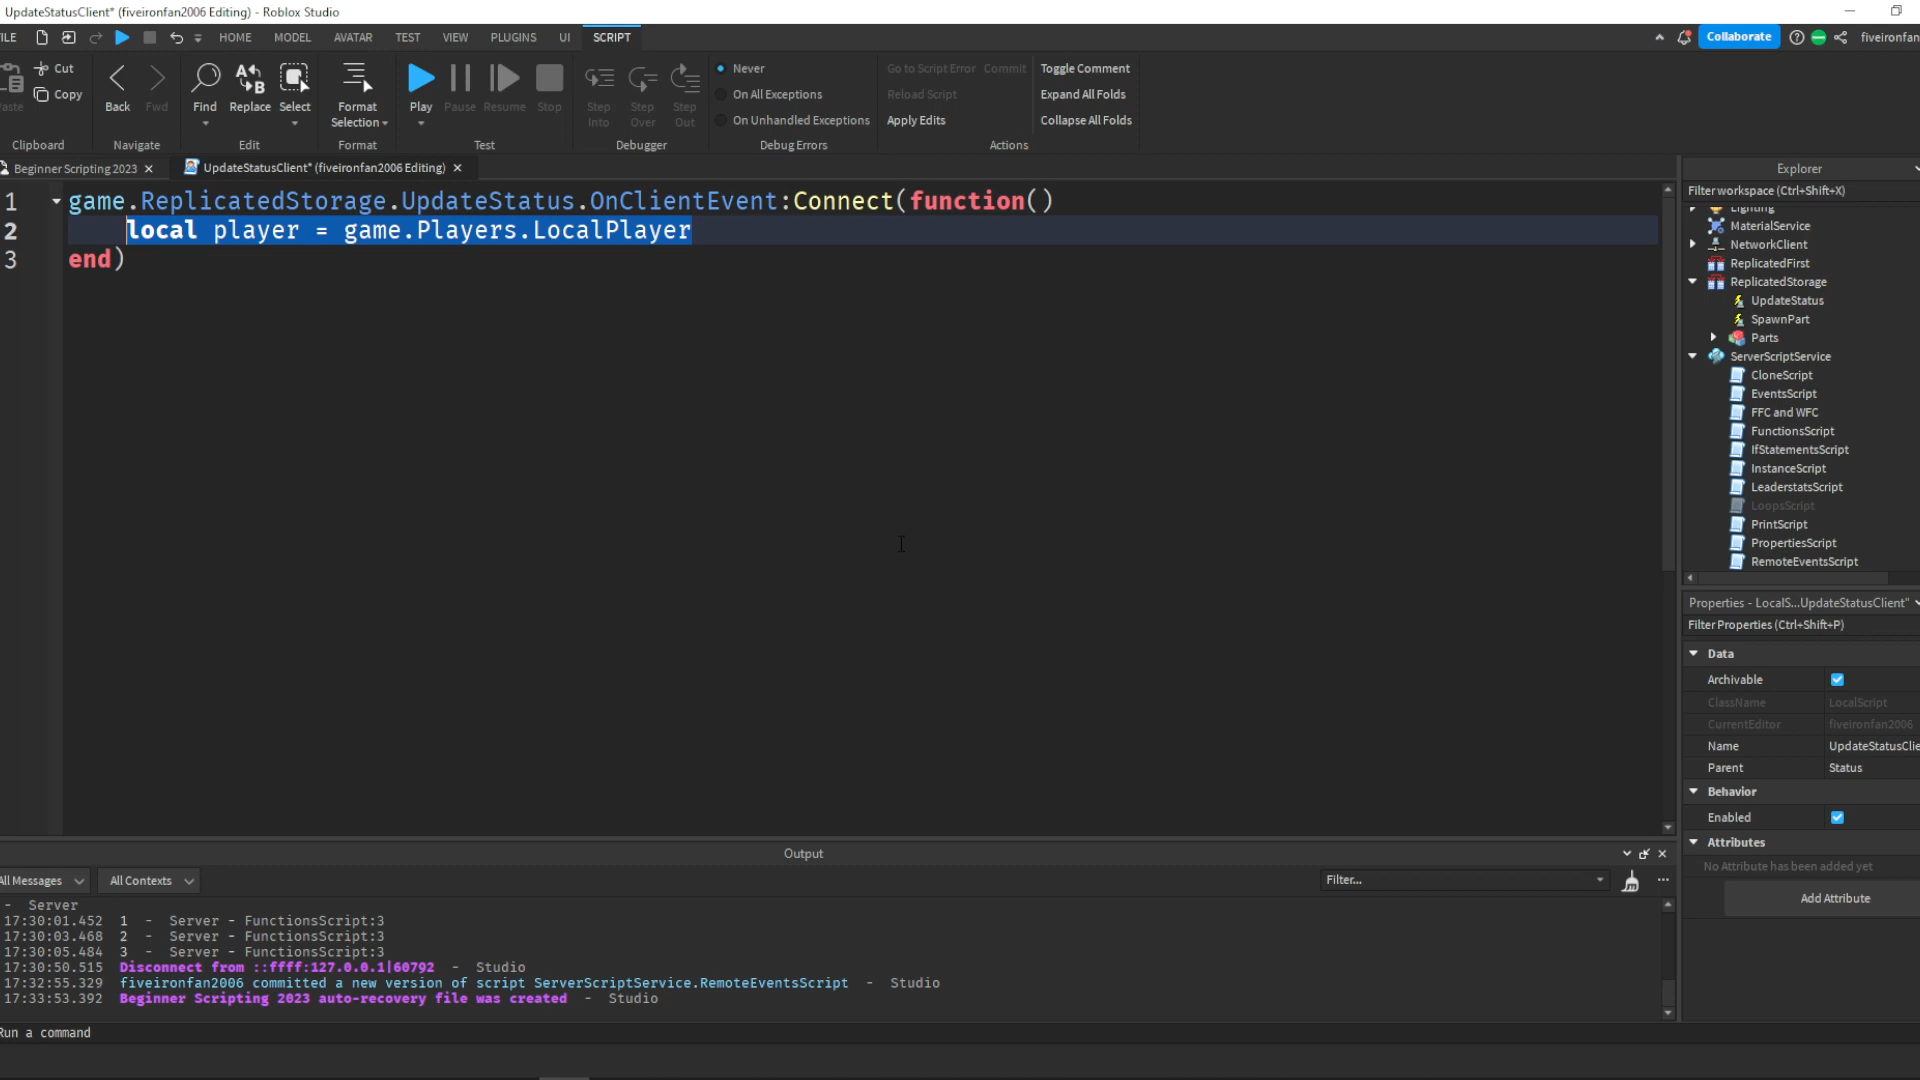 UpdateStatusClient* (fiveironfan2006 Editing) - Roblox Studio
ILE HOME MODEL AVATAR TEST VIEW PLUGINS UI SCRIPT Collaborate fiveironfan
Cut
Copy
aste
Back Fwd Find Replace Select Format Selection Play Pause Resume Stop Step Into Step Over Step Out
Never
On All Exceptions
On Unhandled Exceptions
Go to Script Error Commit
Reload Script
Apply Edits
Toggle Comment
Expand All Folds
Collapse All Folds
Clipboard Navigate Edit Format Test Debugger Debug Errors Actions
Beginner Scripting 2023 UpdateStatusClient* (fiveironfan2006 Editing)
1 game.ReplicatedStorage.UpdateStatus.OnClientEvent:Connect(function()
2 local player = game.Players.LocalPlayer
3 end)
Explorer
Filter workspace (Ctrl+Shift+X)
Lighting
MaterialService
NetworkClient
ReplicatedFirst
ReplicatedStorage
UpdateStatus
SpawnPart
Parts
ServerScriptService
CloneScript
EventsScript
FFC and WFC
FunctionsScript
IfStatementsScript
InstanceScript
LeaderstatsScript
LoopsScript
PrintScript
PropertiesScript
RemoteEventsScript
Properties - LocalS...UpdateStatusClient"
Filter Properties (Ctrl+Shift+P)
Data
Archivable
ClassName LocalScript
CurrentEditor fiveironfan2006
Name UpdateStatusClie
Parent Status
Behavior
Enabled
Attributes
No Attribute has been added yet
Add Attribute
Output
All Messages All Contexts Filter...
- Server
17:30:01.452 1 - Server - FunctionsScript:3
17:30:03.468 2 - Server - FunctionsScript:3
17:30:05.484 3 - Server - FunctionsScript:3
17:30:50.515 Disconnect from ::ffff:127.0.0.1|60792 - Studio
17:32:55.329 fiveironfan2006 committed a new version of script ServerScriptService.RemoteEventsScript - Studio
17:33:53.392 Beginner Scripting 2023 auto-recovery file was created - Studio
Run a command